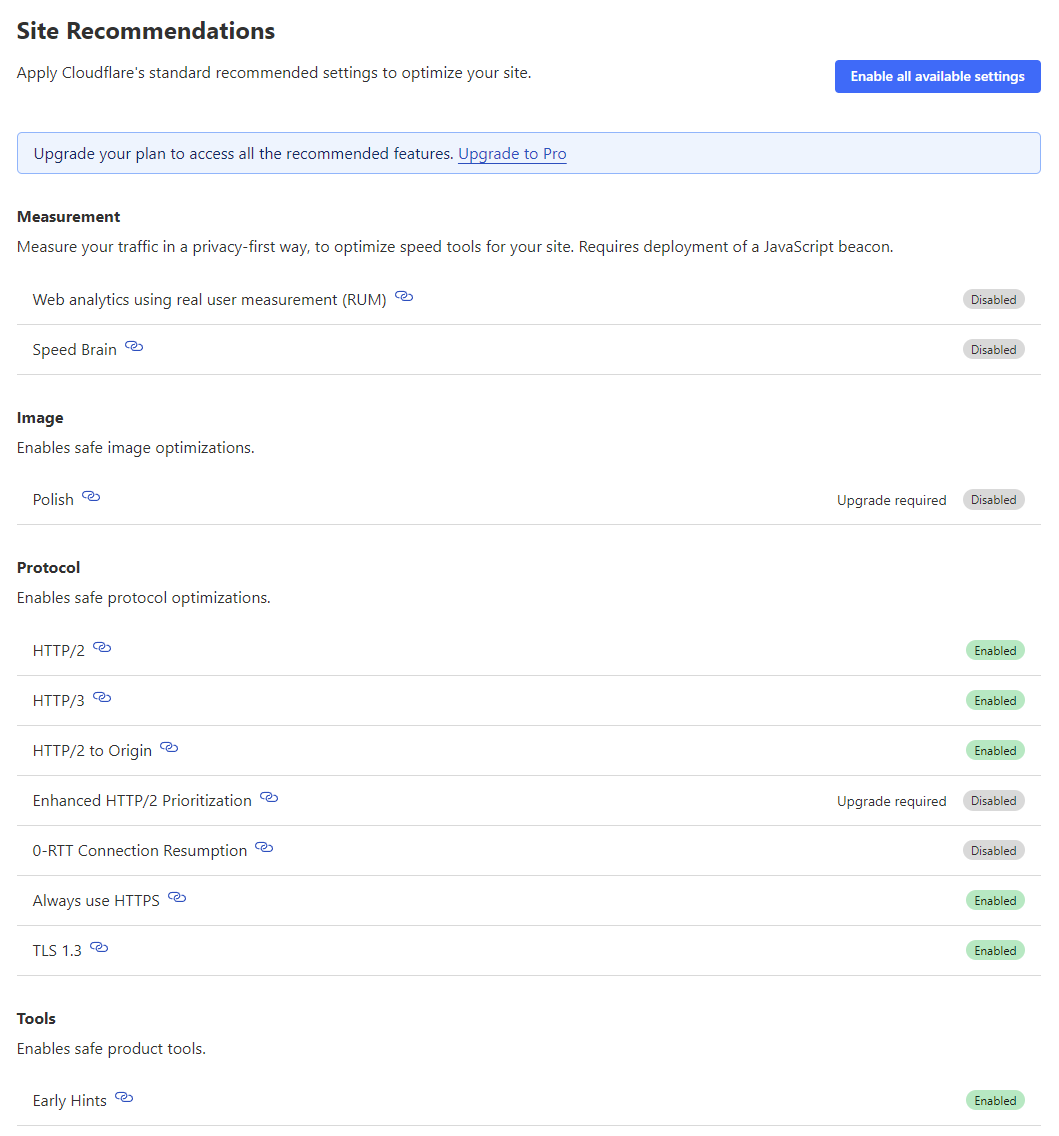 Site Recommendations
Apply Cloudflare's standard recommended settings to optimize your site.
Enable all available settings
Upgrade your plan to access all the recommended features. Upgrade to Pro
Measurement
Measure your traffic in a privacy-first way, to optimize speed tools for your site. Requires deployment of a JavaScript beacon.
Web analytics using real user measurement (RUM) Disabled
Speed Brain Disabled
Image
Enables safe image optimizations.
Polish Upgrade required Disabled
Protocol
Enables safe protocol optimizations.
HTTP/2 Enabled
HTTP/3 Enabled
HTTP/2 to Origin Enabled
Enhanced HTTP/2 Prioritization Upgrade required Disabled
0-RTT Connection Resumption Disabled
Always use HTTPS Enabled
TLS 1.3 Enabled
Tools
Enables safe product tools.
Early Hints Enabled